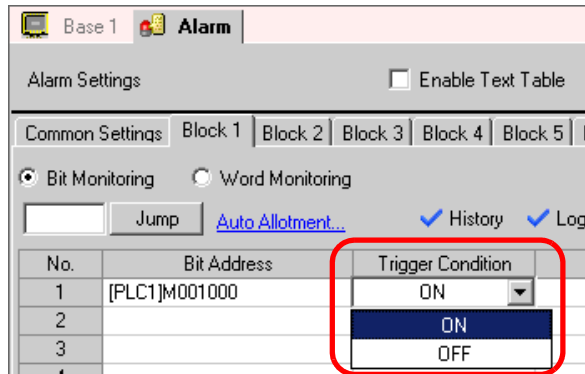 Base 1 Alarm
Alarm Settings Enable Text Table
Common Settings Block 1 Block 2 Block 3 Block 4 Block 5
Bit Monitoring Word Monitoring
Jump Auto Allotment... History Log
No. Bit Address Trigger Condition
1 [PLC1]M001000 ON
2 ON
3 OFF